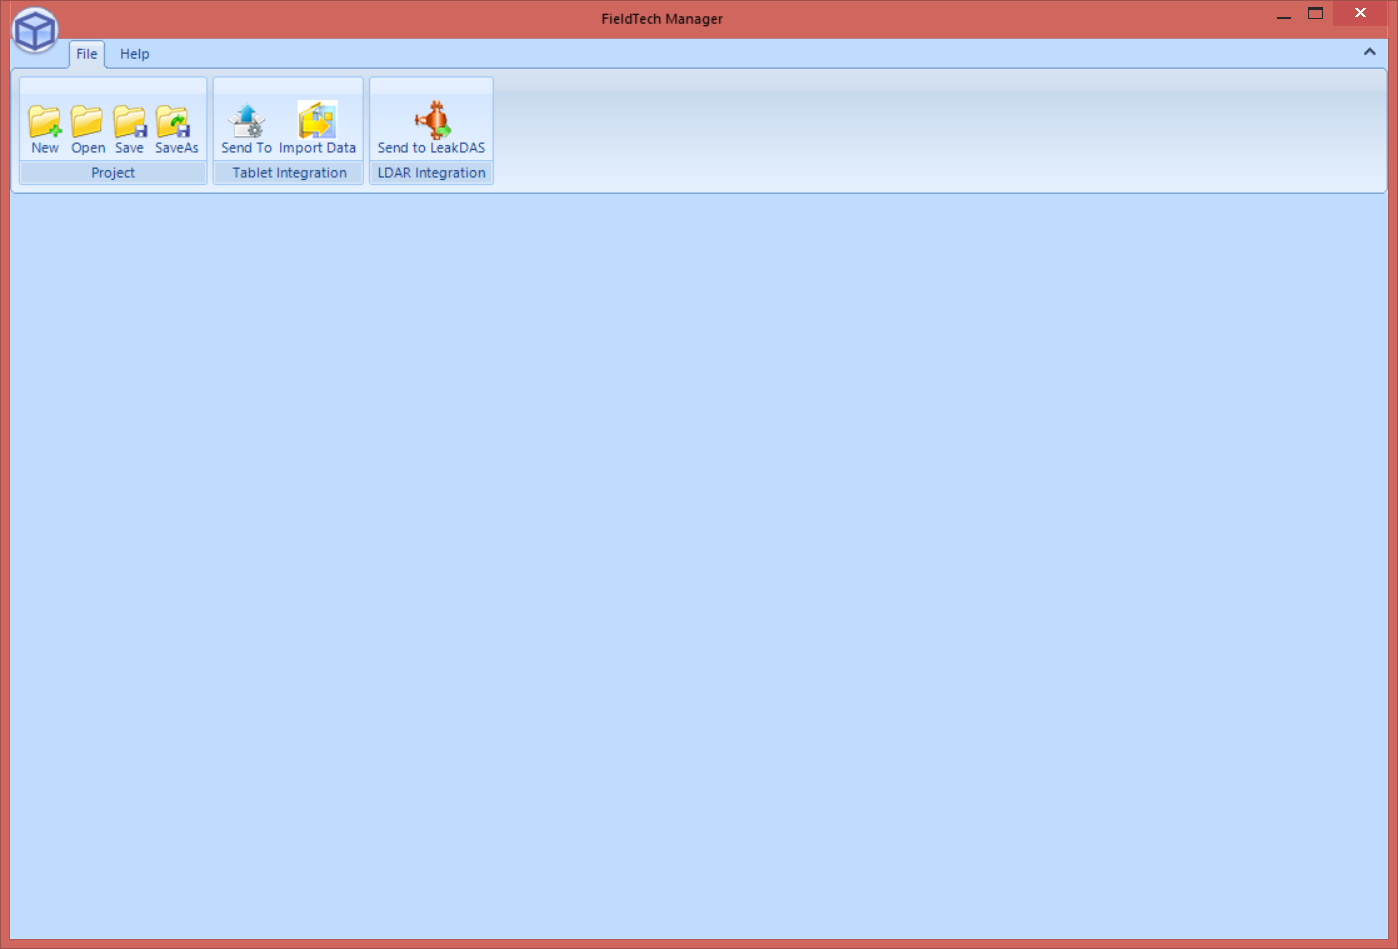 FieldTech Manager
File Help
New Open Save SaveAs Send To Import Data Send to LeakDAS
Project Tablet Integration LDAR Integration